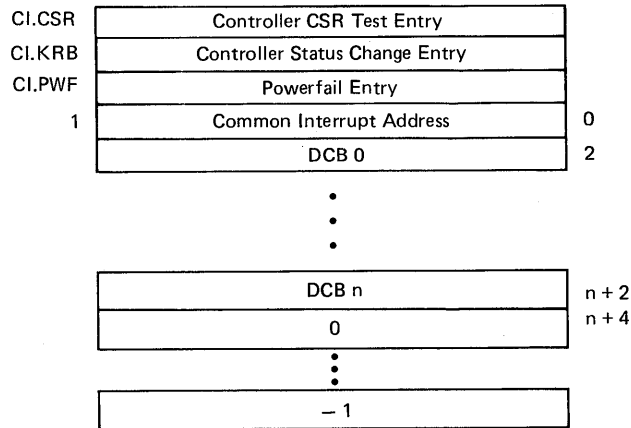 CI.CSR Controller CSR Test Entry
CI.KRB Controller Status Change Entry
CI.PWF Powerfail Entry
1 Common Interrupt Address 0
DCB 0 2
DCB n n + 2
0 n + 4
– 1